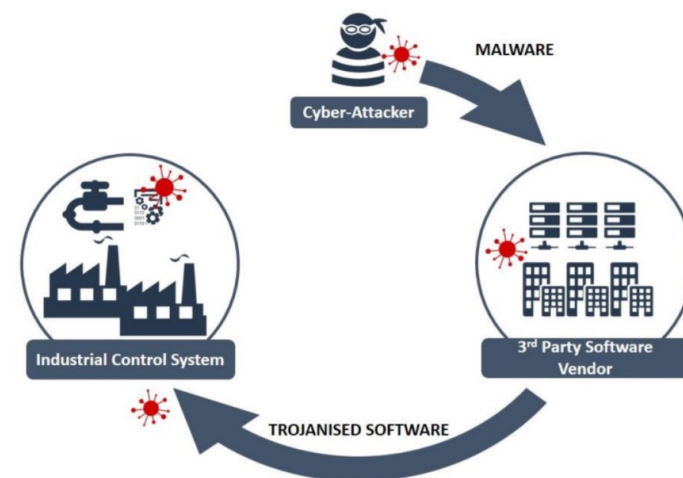 MALWARE
Cyber-Attacker
Industrial Control System
3rd Party Software
Vendor
TROJANISED SOFTWARE